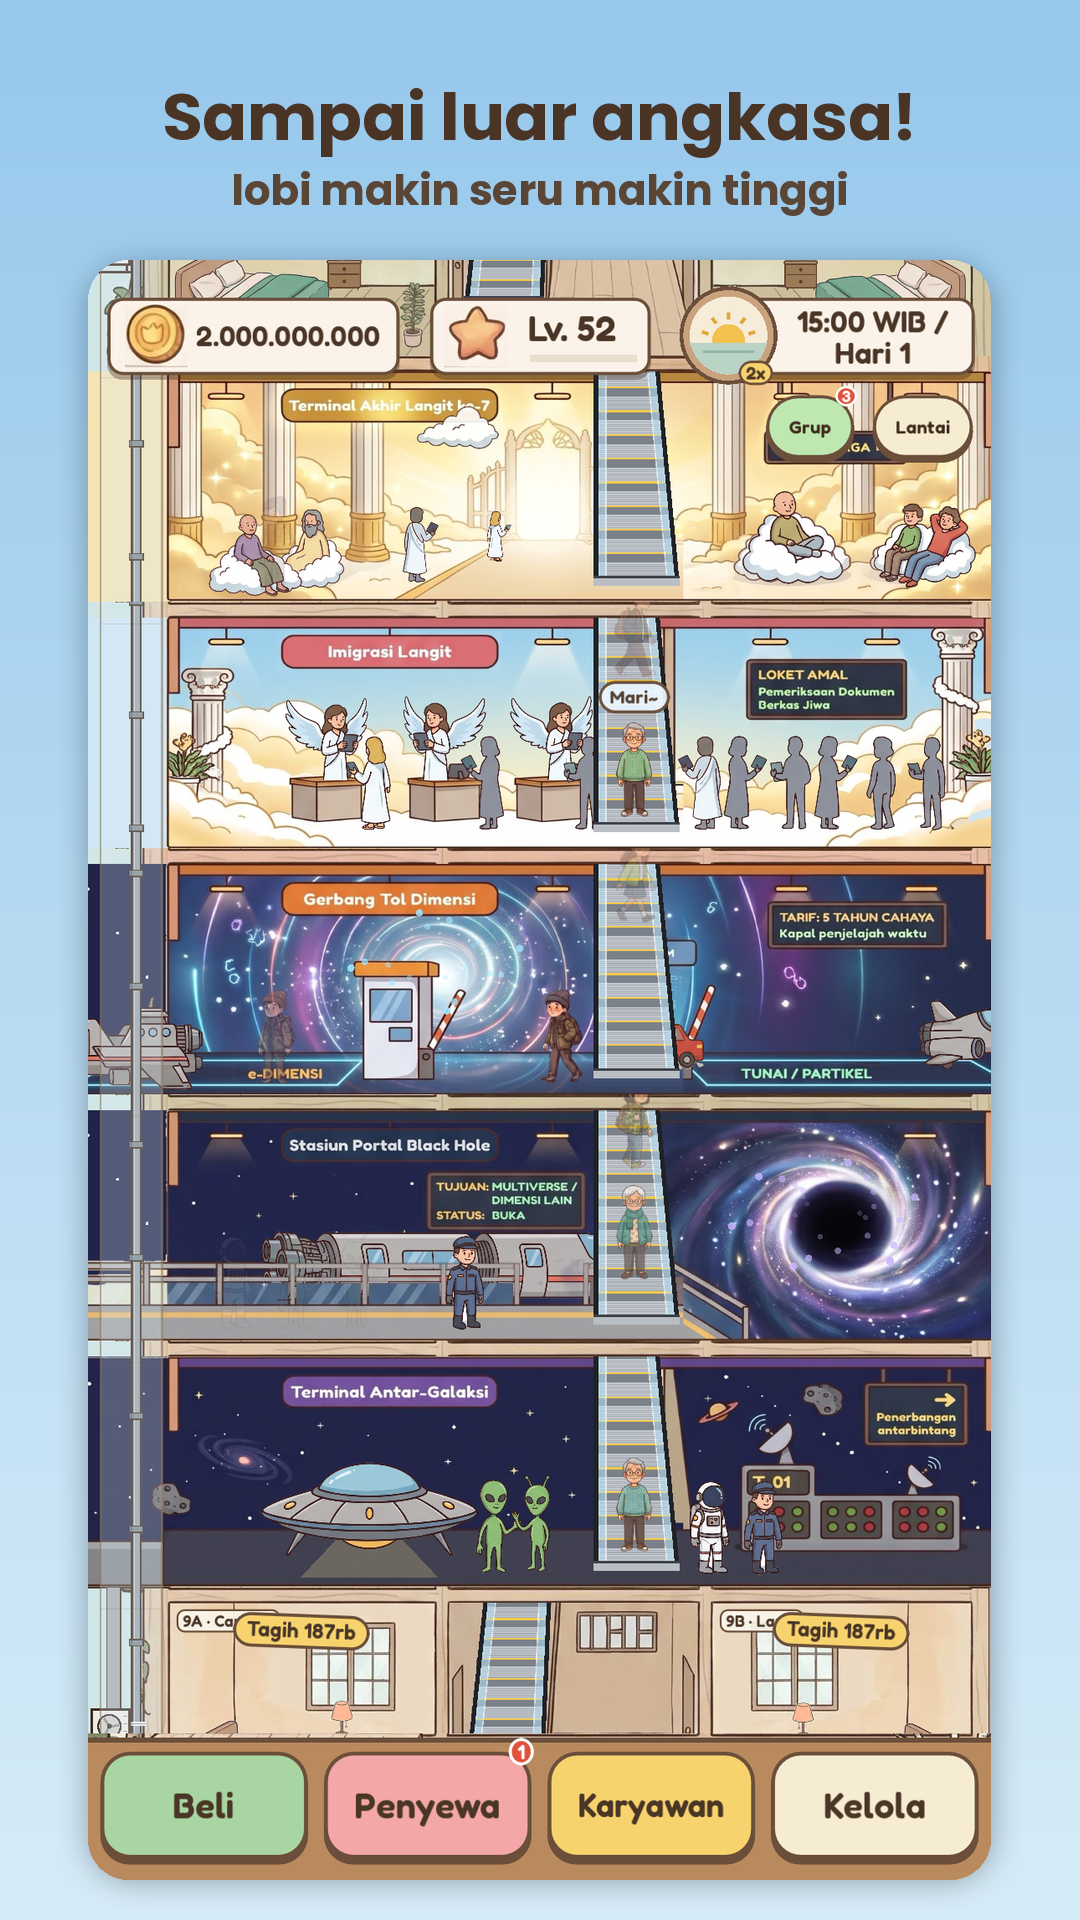 Sampai luar angkasa!
lobi makin seru makin tinggi
2.000.000.000
Lv. 52
15:00 WIB /
Hari 1
2x
Terminal Akhir Langit ke-7
3
Grup
Lantai
Imigrasi Langit
Mari~
LOKET AMAL
Pemeriksaan Dokumen
Berkas Jiwa
Gerbang Tol Dimensi
TARIF: 5 TAHUN CAHAYA
Kapal penjelajah waktu
e-DIMENSI
TUNAI / PARTIKEL
Stasiun Portal Black Hole
TUJUAN: MULTIVERSE /
DIMENSI LAIN
STATUS: BUKA
Terminal Antar-Galaksi
Penerbangan
antarbintang
01
9A
Tagih 187rb
9B
Tagih 187rb
1
Beli
Penyewa
Karyawan
Kelola